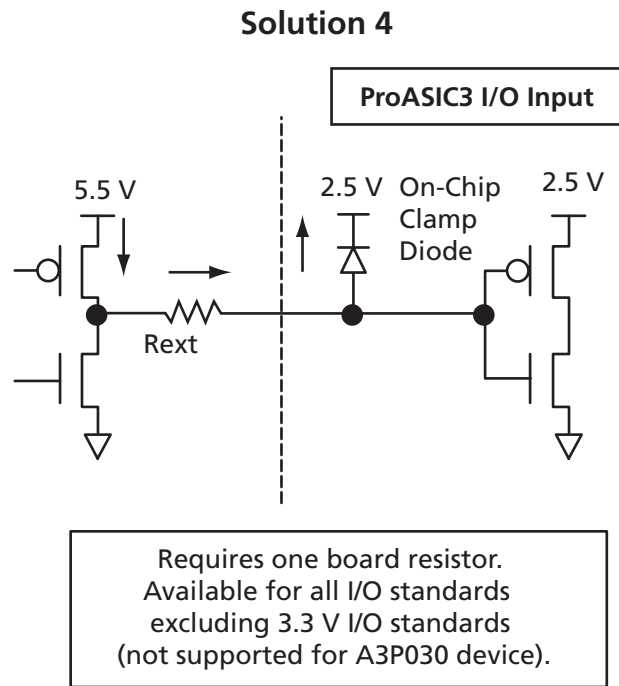 Solution 4
ProASIC3 I/O Input
5.5 V
2.5 V
On-Chip
Clamp
Diode
2.5 V
Rext
Requires one board resistor.
Available for all I/O standards
excluding 3.3 V I/O standards
(not supported for A3P030 device).